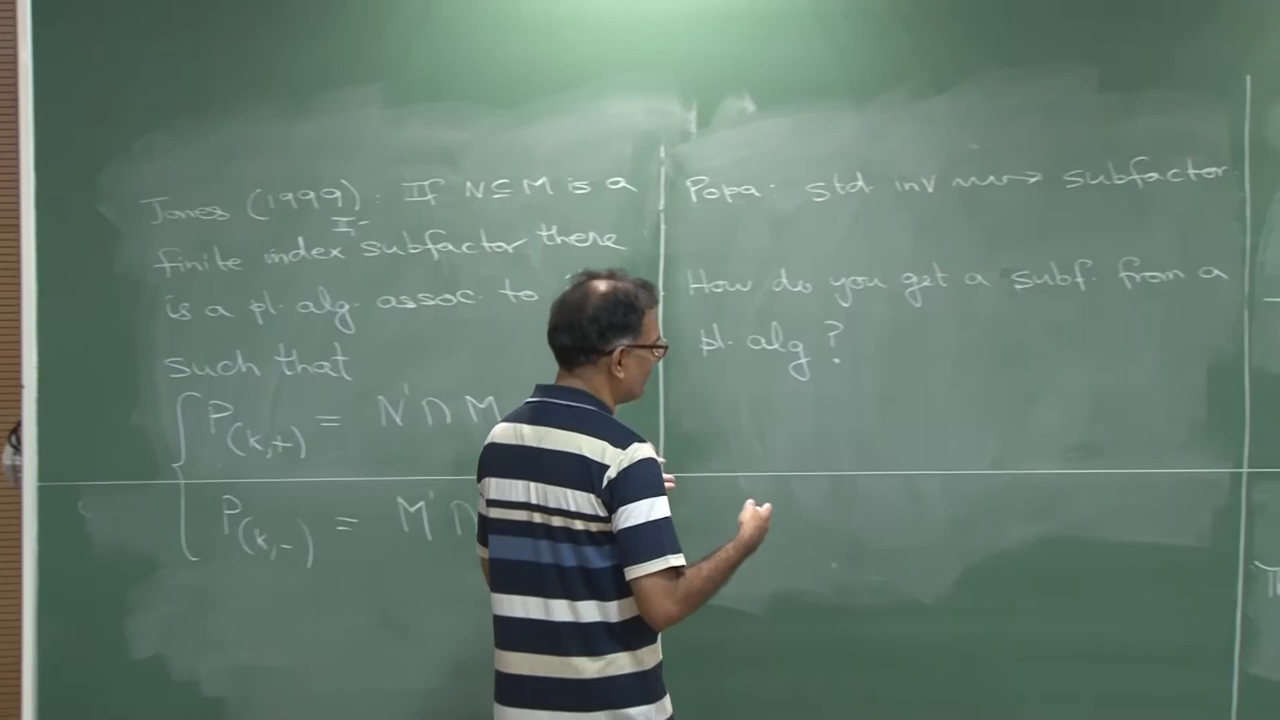 Jones (1999): If N ⊆ M is a
II₁
finite index subfactor there
is a pl. alg. assoc. to
such that
P(k,+) = N' ∩ M
P(k,-) = M' ∩
Popa: std. inv ⇝ subfactor
How do you get a subf. from a
pl. alg ?